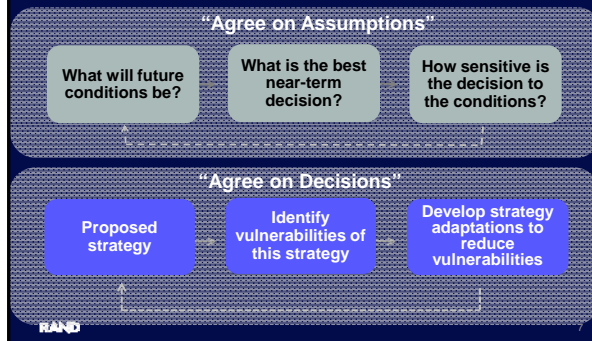 “Agree on Assumptions”
What will future
conditions be?
What is the best
near-term
decision?
How sensitive is
the decision to
the conditions?
“Agree on Decisions”
Proposed
strategy
Identify
vulnerabilities of
this strategy
Develop strategy
adaptations to
reduce
vulnerabilities
RAND
7